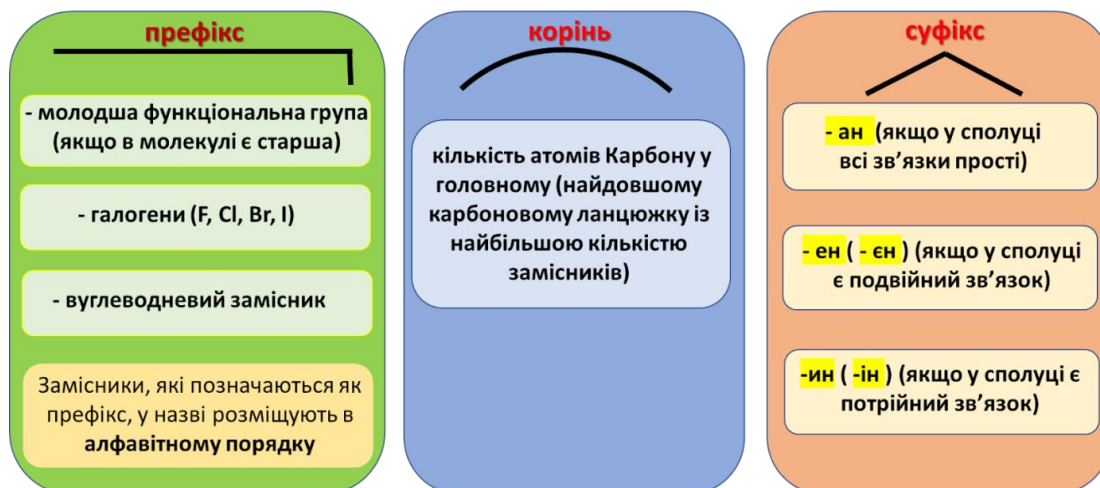 префікс
- молодша функціональна група
(якщо в молекулі є старша)
- галогени (F, Cl, Br, I)
- вуглеводневий замісник
Замісники, які позначаються як
префікс, у назві розміщують в
алфавітному порядку
корінь
кількість атомів Карбону у
головному (найдовшому
карбоновому ланцюжку із
найбільшою кількістю
замісників)
суфікс
- ан (якщо у сполуці
всі зв’язки прості)
- ен ( - єн ) (якщо у сполуці
є подвійний зв’язок)
-ин ( -ін ) (якщо у сполуці є
потрійний зв’язок)